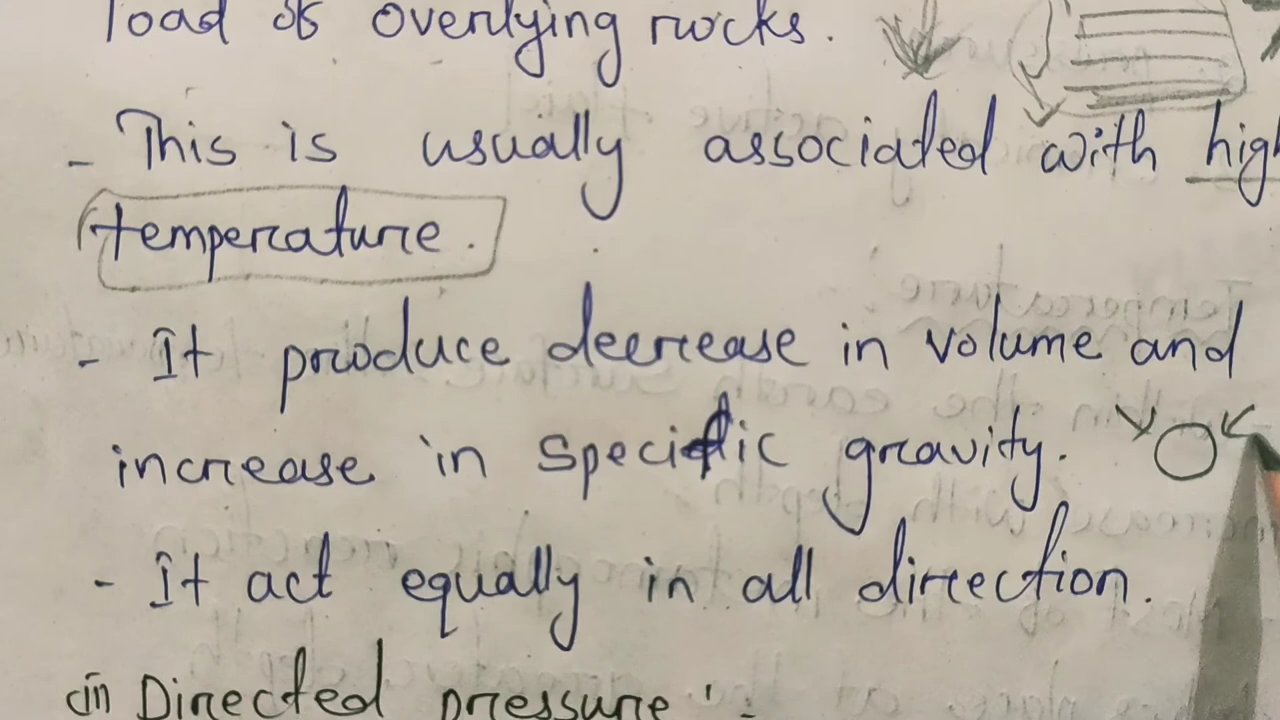 load of overlying rocks.
- This is usually associated with high
temperature.
- It produce decrease in volume and
increase in specific gravity.
- It act equally in all direction.
(ii) Directed pressure :-